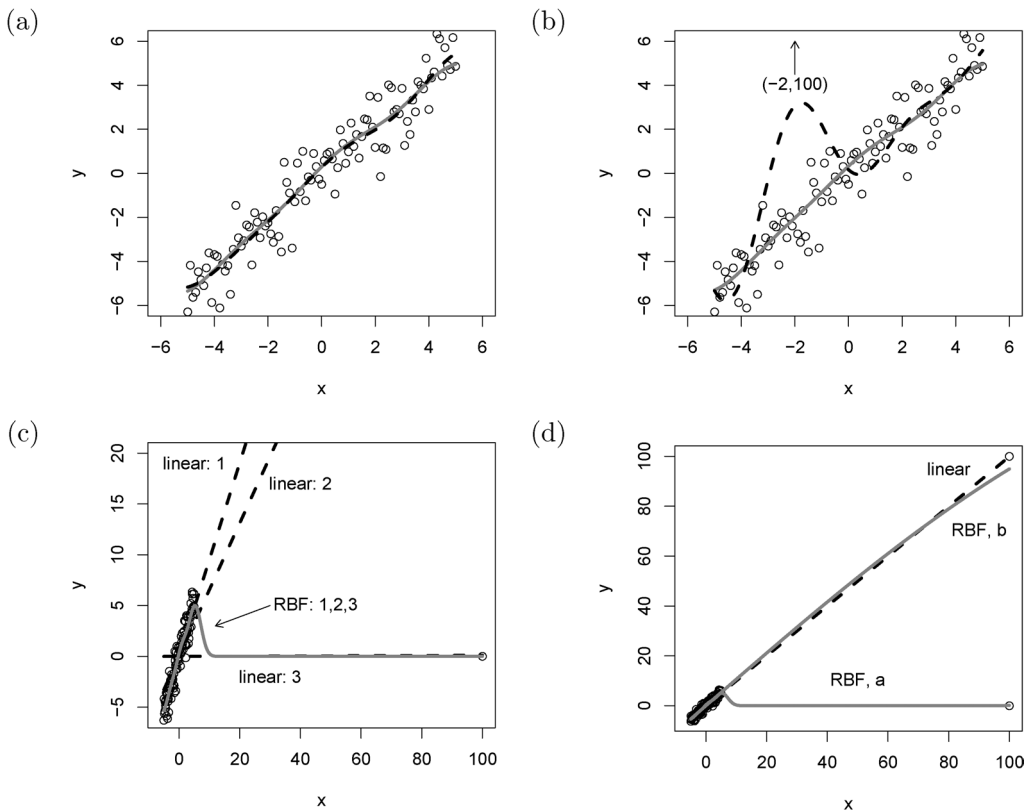 (a)
6
4
2
0
−2
−4
−6
y
−6 −4 −2 0 2 4 6
x
(b)
6
4
2
0
−2
−4
−6
y
(−2,100)
−6 −4 −2 0 2 4 6
x
(c)
20
15
10
5
0
−5
y
linear: 1
linear: 2
RBF: 1,2,3
linear: 3
0 20 40 60 80 100
x
(d)
100
80
60
40
20
0
y
linear
RBF, b
RBF, a
0 20 40 60 80 100
x